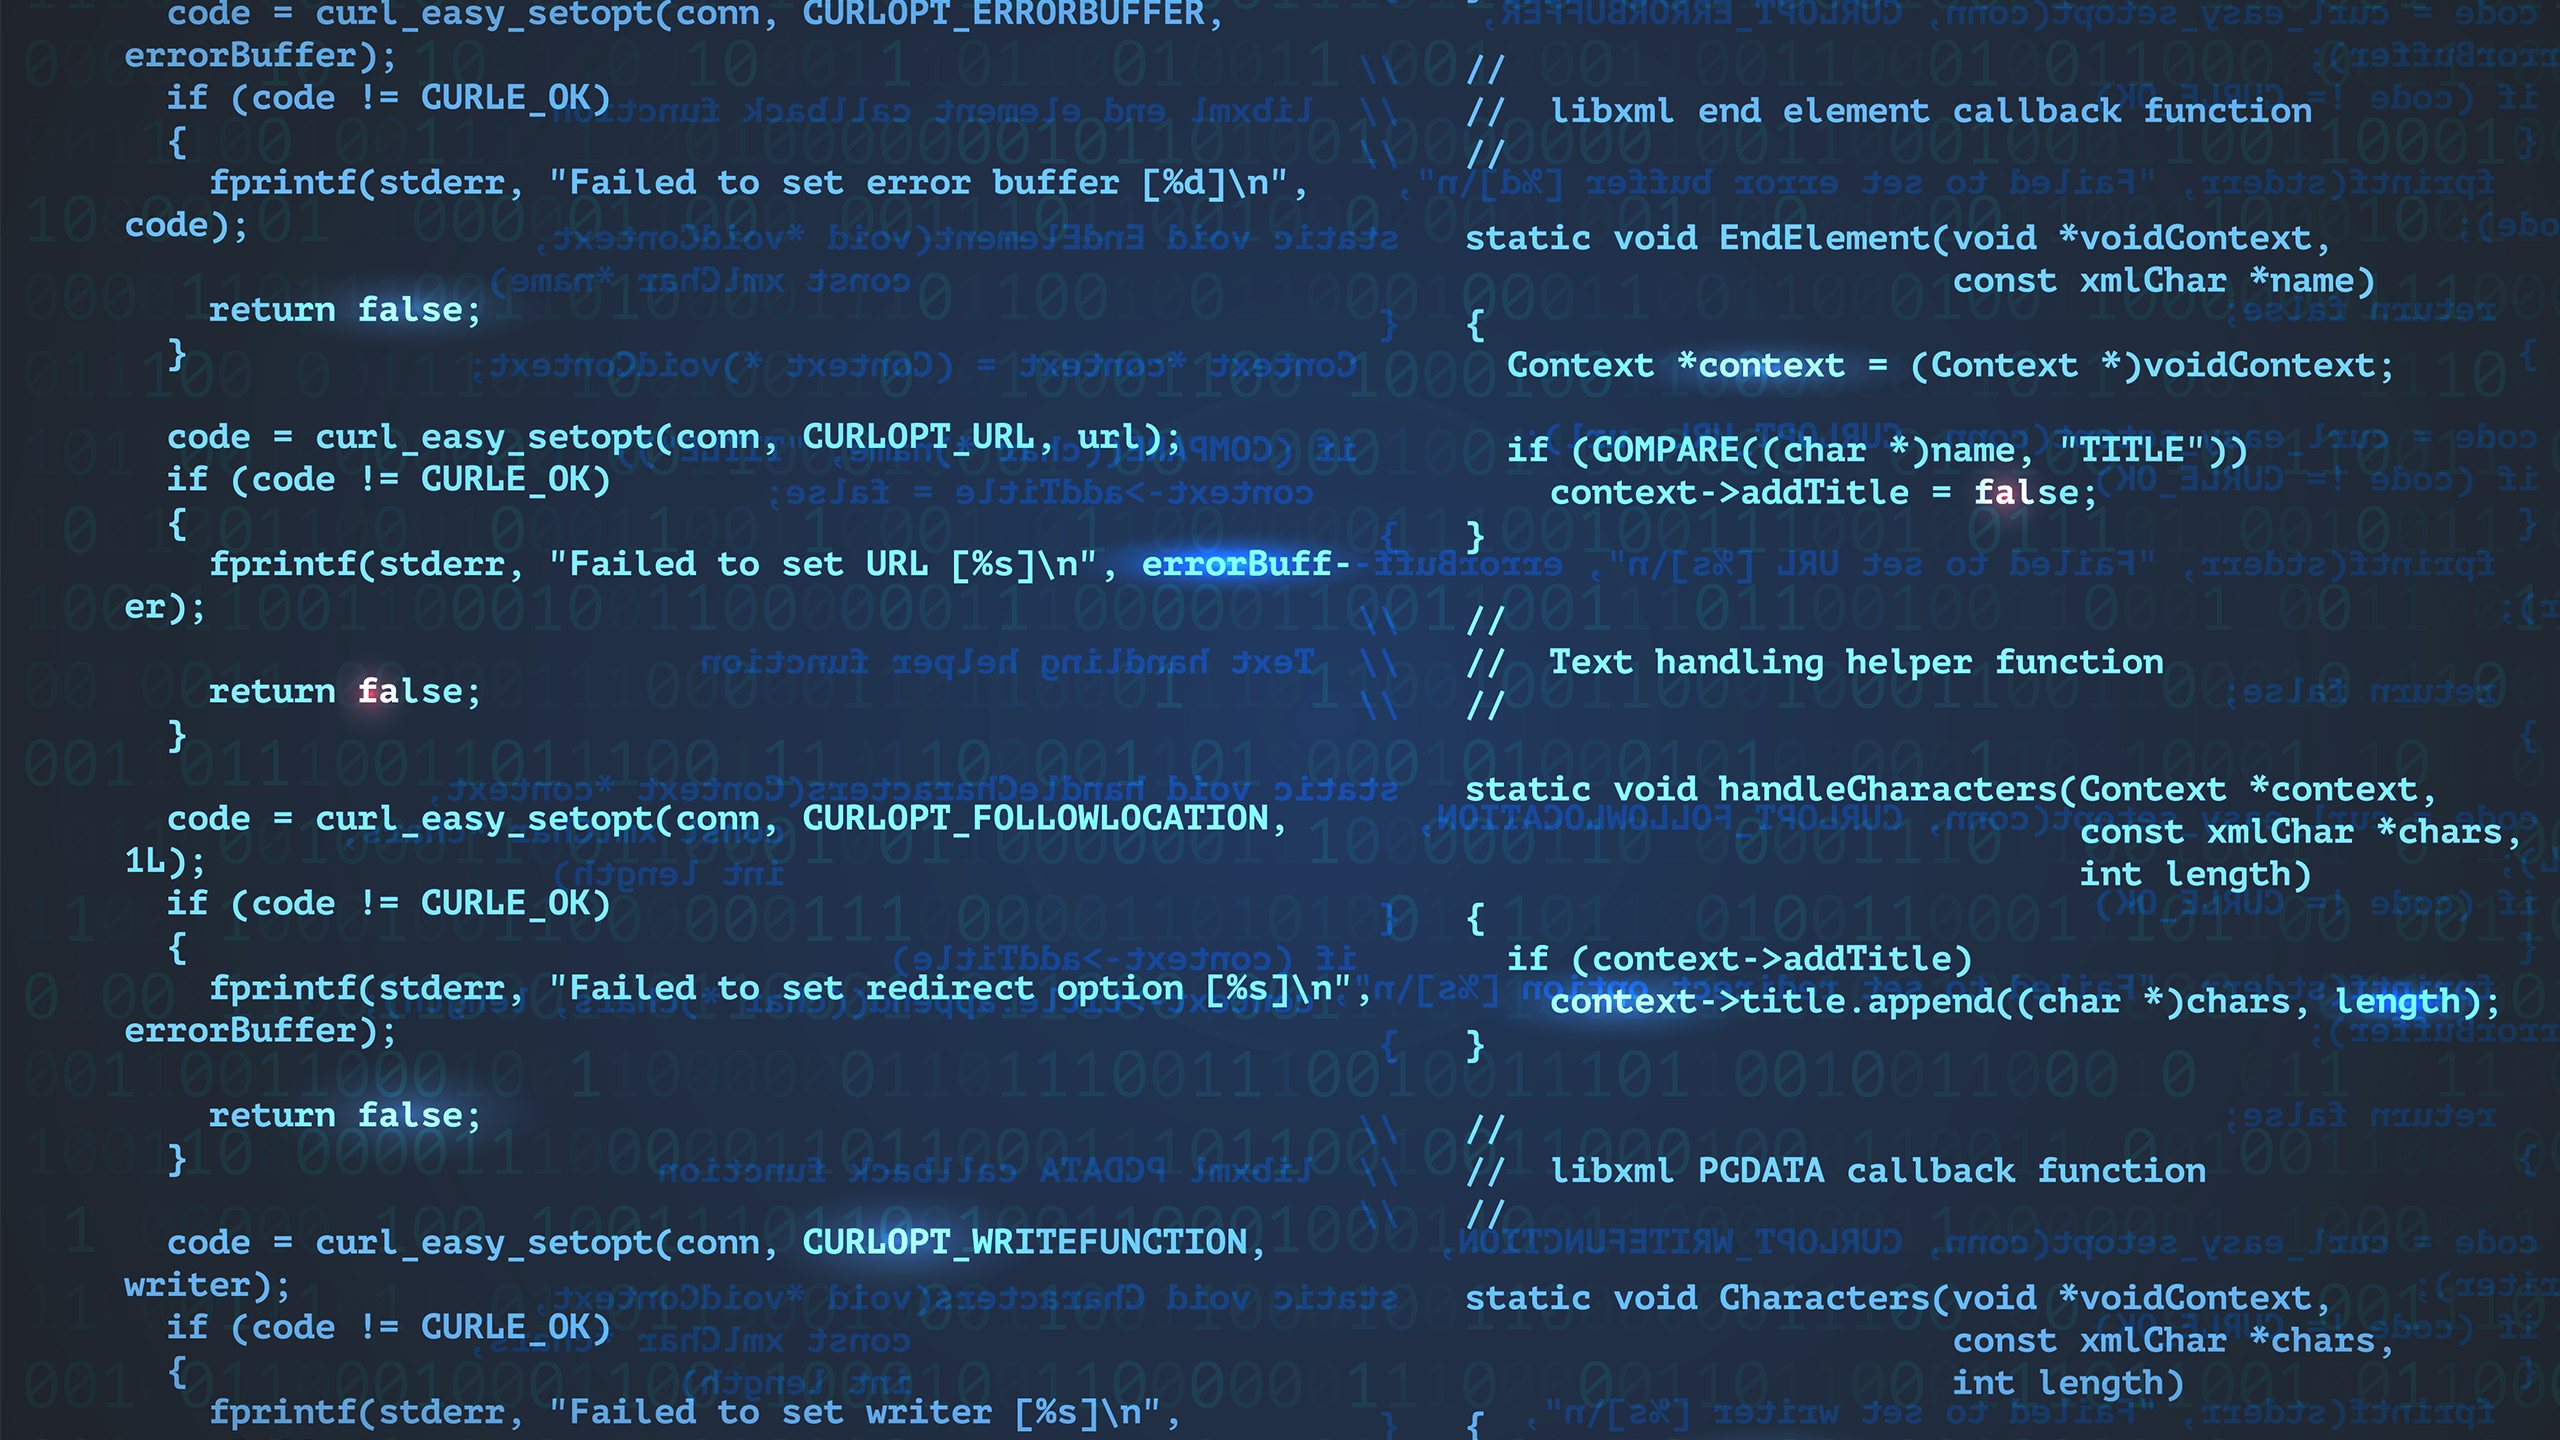 code = curl_easy_setopt(conn, CURLOPT_ERRORBUFFER,
errorBuffer);
if (code != CURLE_OK)
{
fprintf(stderr, "Failed to set error buffer [%d]\n",
code);
return false;
}
code = curl_easy_setopt(conn, CURLOPT_URL, url);
if (code != CURLE_OK)
{
fprintf(stderr, "Failed to set URL [%s]\n", errorBuff-
er);
return false;
}
code = curl_easy_setopt(conn, CURLOPT_FOLLOWLOCATION,
1L);
if (code != CURLE_OK)
{
fprintf(stderr, "Failed to set redirect option [%s]\n",
errorBuffer);
return false;
}
code = curl_easy_setopt(conn, CURLOPT_WRITEFUNCTION,
writer);
if (code != CURLE_OK)
{
fprintf(stderr, "Failed to set writer [%s]\n",
//
// libxml end element callback function
//
static void EndElement(void *voidContext,
const xmlChar *name)
{
Context *context = (Context *)voidContext;
if (COMPARE((char *)name, "TITLE"))
context->addTitle = false;
}
//
// Text handling helper function
//
static void handleCharacters(Context *context,
const xmlChar *chars,
int length)
{
if (context->addTitle)
context->title.append((char *)chars, length);
}
//
// libxml PCDATA callback function
//
static void Characters(void *voidContext,
const xmlChar *chars,
int length)
{